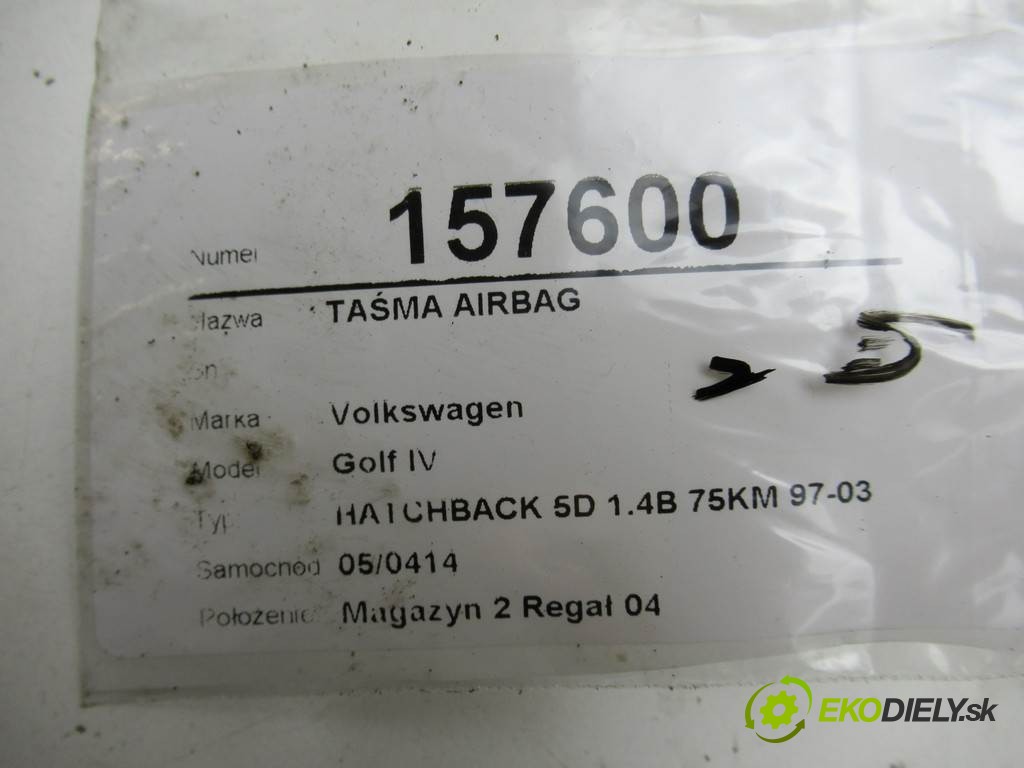 Numer 157600
Nazwa TAŚMA AIRBAG
Sn
Marka Volkswagen
Model Golf IV
Typ HATCHBACK 5D 1.4B 75KM 97-03
Samochód 05/0414
Położenie Magazyn 2 Regał 04
25
EKODIELY.sk